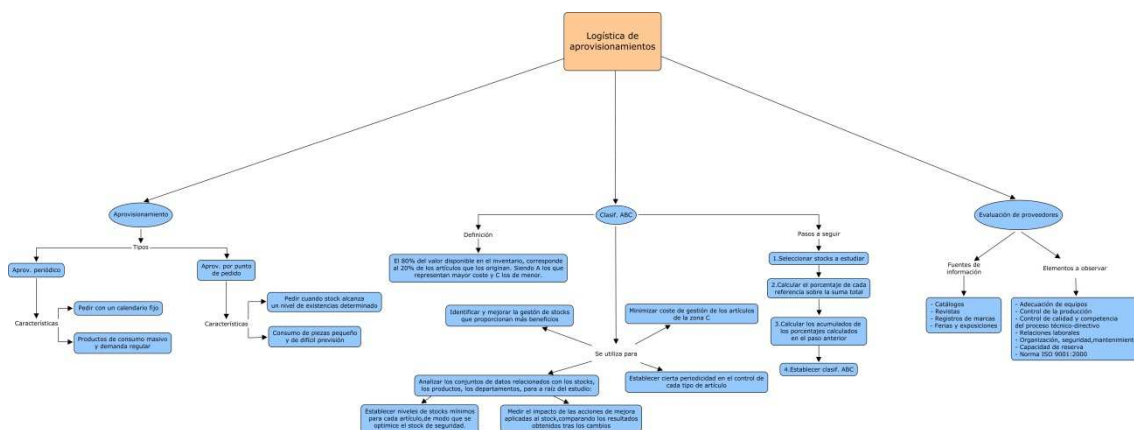 Logística de
aprovisionamientos
Aprovisionamiento
Tipos
Aprov. periódico
Aprov. por punto
de pedido
Características
Pedir con un calendario fijo
Productos de consumo masivo
y demanda regular
Características
Pedir cuando stock alcanza
un nivel de existencias determinado
Consumo de piezas pequeño
y de difícil previsión
Clasif. ABC
Definición
El 80% del valor disponible en el inventario, corresponde
al 20% de los artículos que los originan. Siendo A los que
representan mayor costo y C los de menor.
Se utiliza para
Identificar y mejorar la gestión de stocks
que proporcionan más beneficios
Minimizar coste de gestión de los artículos
de la zona C
Analizar los conjuntos de datos relacionados con los stocks,
los productos, los departamentos, para a raíz del estudio:
Establecer cierta periodicidad en el control de
cada tipo de artículo
Establecer niveles de stocks mínimos
para cada artículo,de modo que se
optimice el stock de seguridad.
Medir el impacto de las acciones de mejora
aplicadas al stock,comparando los resultados
obtenidos tras los cambios
Pasos a seguir
1.Seleccionar stocks a estudiar
2.Calcular el porcentaje de cada
referencia sobre la suma total
3.Calcular los acumulados de
los porcentajes calculados
en el paso anterior
4.Establecer clasif. ABC
Evaluación de proveedores
Fuentes de
información
- Catálogos
- Revistas
- Registros de marcas
- Ferias y exposiciones
Elementos a observar
- Adecuación de equipos
- Control de la producción
- Control de calidad y competencia
del proceso técnico-directivo
- Relaciones laborales
- Organización, seguridad,mantenimient
- Capacidad de reserva
- Norma ISO 9001:2000